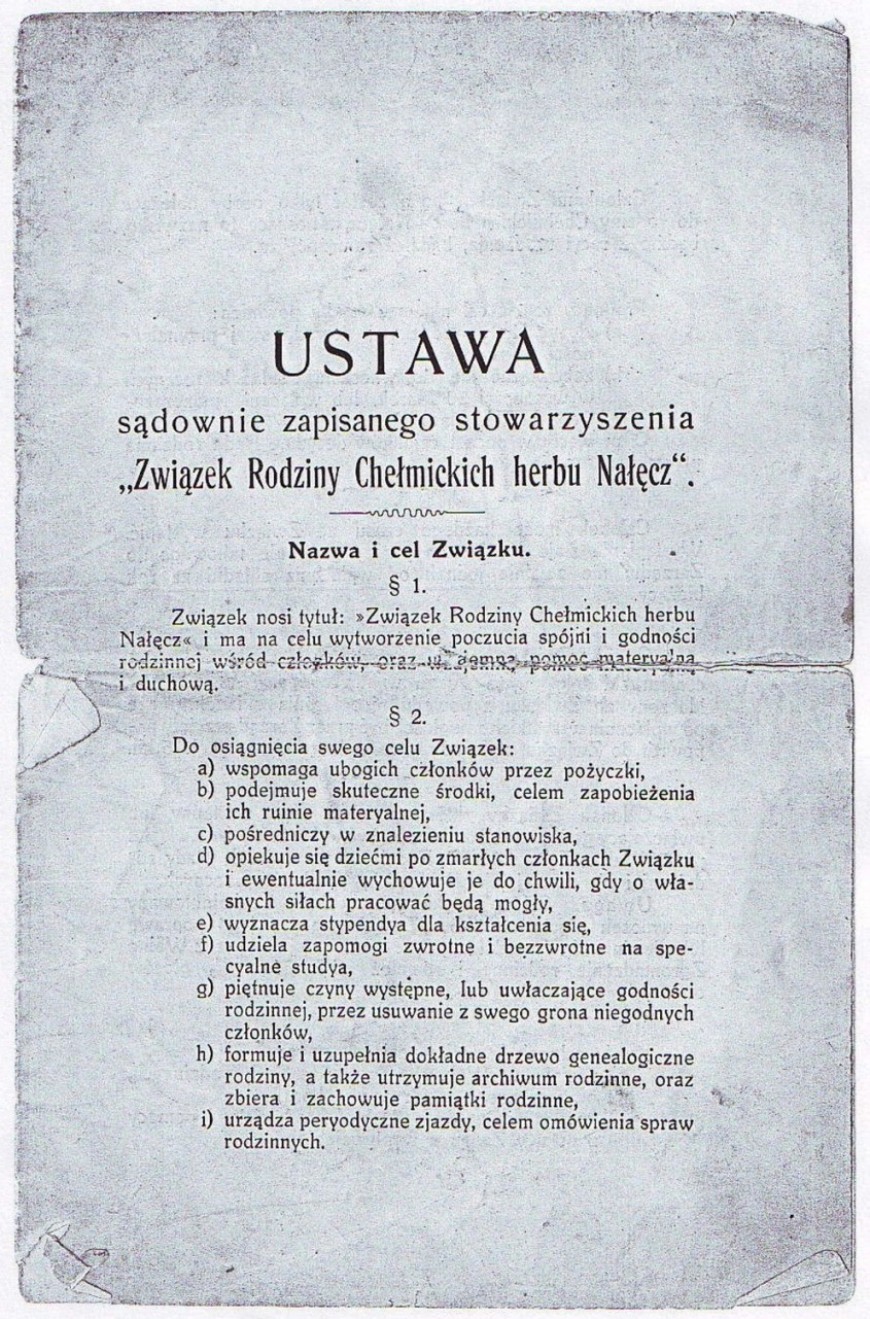 USTAWA
sądownie zapisanego stowarzyszenia
„Związek Rodziny Chełmickich herbu Nałęcz“.
Nazwa i cel Związku.
§ 1.
Związek nosi tytuł: »Związek Rodziny Chełmickich herbu
Nałęcz« i ma na celu wytworzenie poczucia spójni i godności
rodzinnej wśród członków, oraz wzajemną pomoc materyalną
i duchową.
§ 2.
Do osiągnięcia swego celu Związek:
a) wspomaga ubogich członków przez pożyczki,
b) podejmuje skuteczne środki, celem zapobieżenia
ich ruinie materyalnej,
c) pośredniczy w znalezieniu stanowiska,
d) opiekuje się dziećmi po zmarłych członkach Związku
i ewentualnie wychowuje je do chwili, gdy o wła-
snych siłach pracować będą mogły,
e) wyznacza stypendya dla kształcenia się,
f) udziela zapomogi zwrotne i bezzwrotne na spe-
cyalne studya,
g) piętnuje czyny występne, lub uwłaczające godności
rodzinnej, przez usuwanie z swego grona niegodnych
członków,
h) formuje i uzupełnia dokładne drzewo genealogiczne
rodziny, a także utrzymuje archiwum rodzinne, oraz
zbiera i zachowuje pamiątki rodzinne,
i) urządza peryodyczne zjazdy, celem omówienia spraw
rodzinnych.